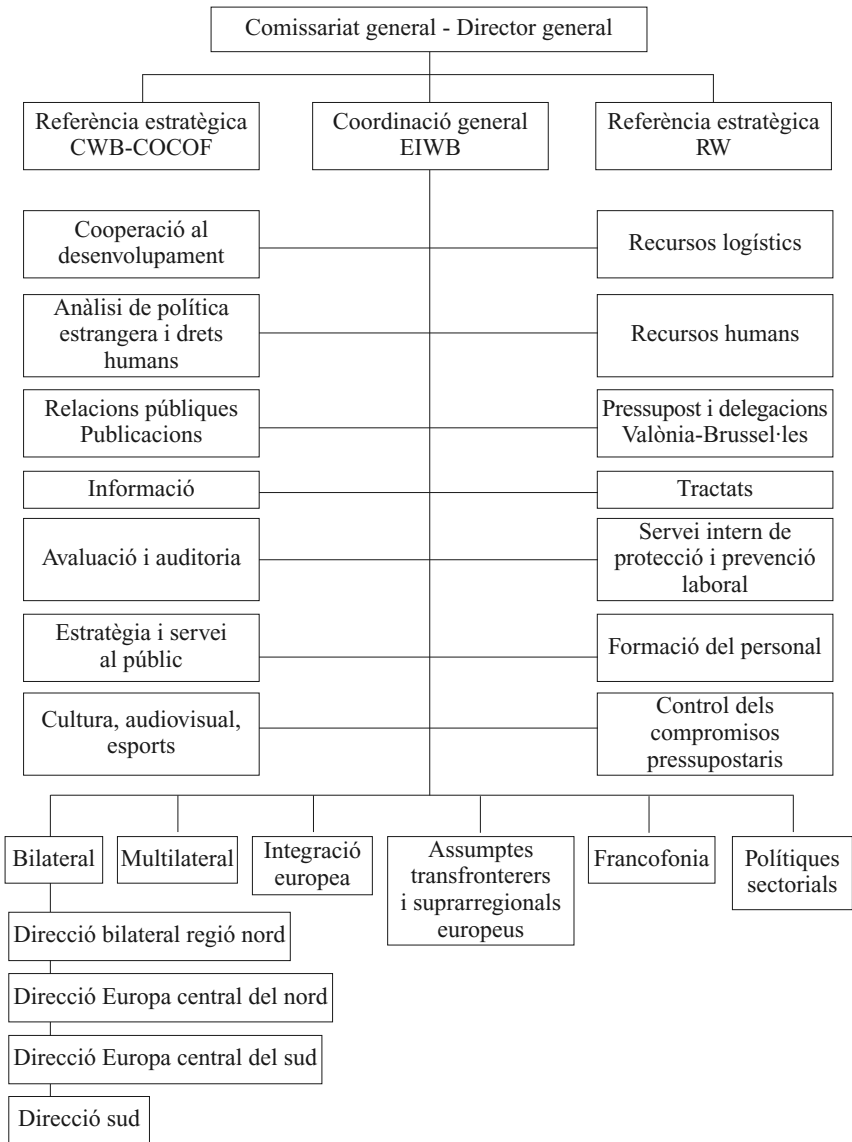 Comissariat general - Director general
Referència estratègica
CWB-COCOF
Coordinació general
EIWB
Referència estratègica
RW
Cooperació al
desenvolupament
Recursos logístics
Anàlisi de política
estrangera i drets
humans
Recursos humans
Relacions públiques
Publicacions
Pressupost i delegacions
Valònia-Brussel·les
Informació
Tractats
Avaluació i auditoria
Servei intern de
protecció i prevenció
laboral
Estratègia i servei
al públic
Formació del personal
Cultura, audiovisual,
esports
Control dels
compromisos
pressupostaris
Bilateral
Multilateral
Integració
europea
Assumptes
transfronterers
i suprarregionals
europeus
Francofonia
Polítiques
sectorials
Direcció bilateral regió nord
Direcció Europa central del nord
Direcció Europa central del sud
Direcció sud